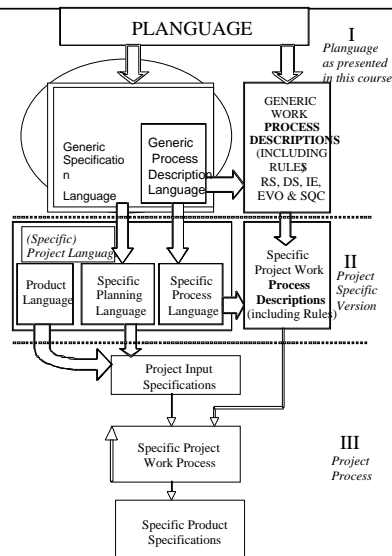 PLANGUAGE
I
Planguage
as presented
in this course
Generic
Specificatio
n
Language
Generic
Process
Description
Language
GENERIC
WORK
PROCESS
DESCRIPTIONS
(INCLUDING
RULES
RS, DS, IE,
EVO & SQC
(Specific)
Project Language
Product
Language
Specific
Planning
Language
Specific
Process
Language
Specific
Project Work
Process
Descriptions
(including Rules)
II
Project
Specific
Version
Project Input
Specifications
Specific Project
Work Process
III
Project
Process
Specific Product
Specifications